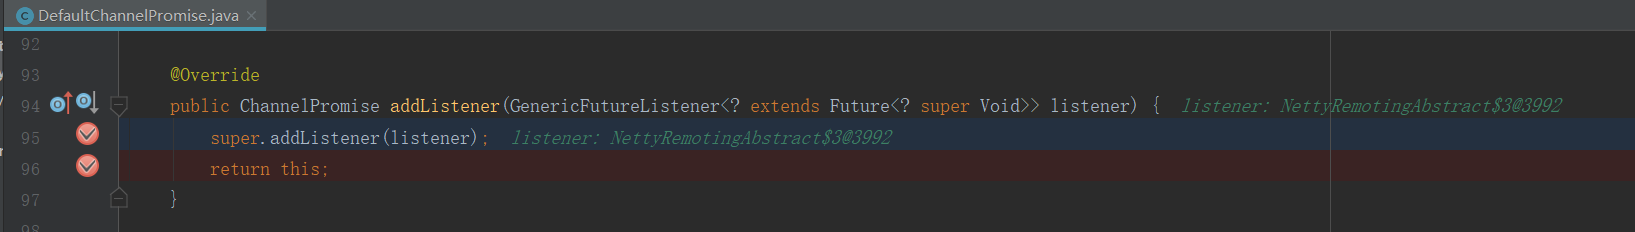 DefaultChannelPromise.java
92
93 @Override
94 public ChannelPromise addListener(GenericFutureListener<? extends Future<? super Void>> listener) { listener: NettyRemotingAbstract$3@3992
95 super.addListener(listener); listener: NettyRemotingAbstract$3@3992
96 return this;
97 }
98